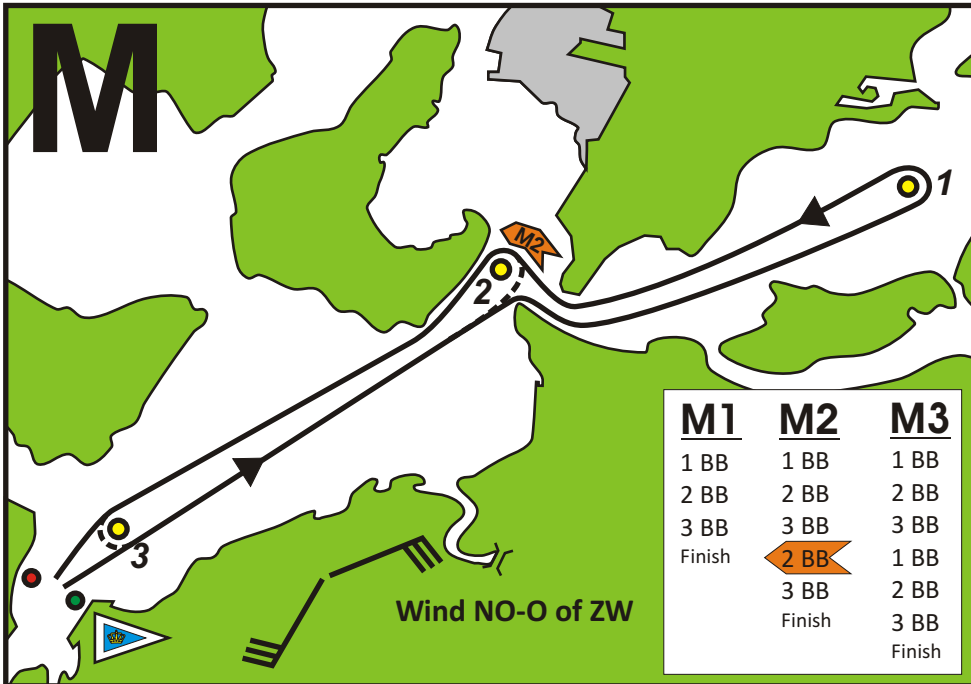 M
1
M2
2
3
Wind NO-O of ZW
M1 M2 M3
1 BB 1 BB 1 BB
2 BB 2 BB 2 BB
3 BB 3 BB 3 BB
Finish 2 BB 1 BB
3 BB 2 BB
Finish 3 BB
Finish